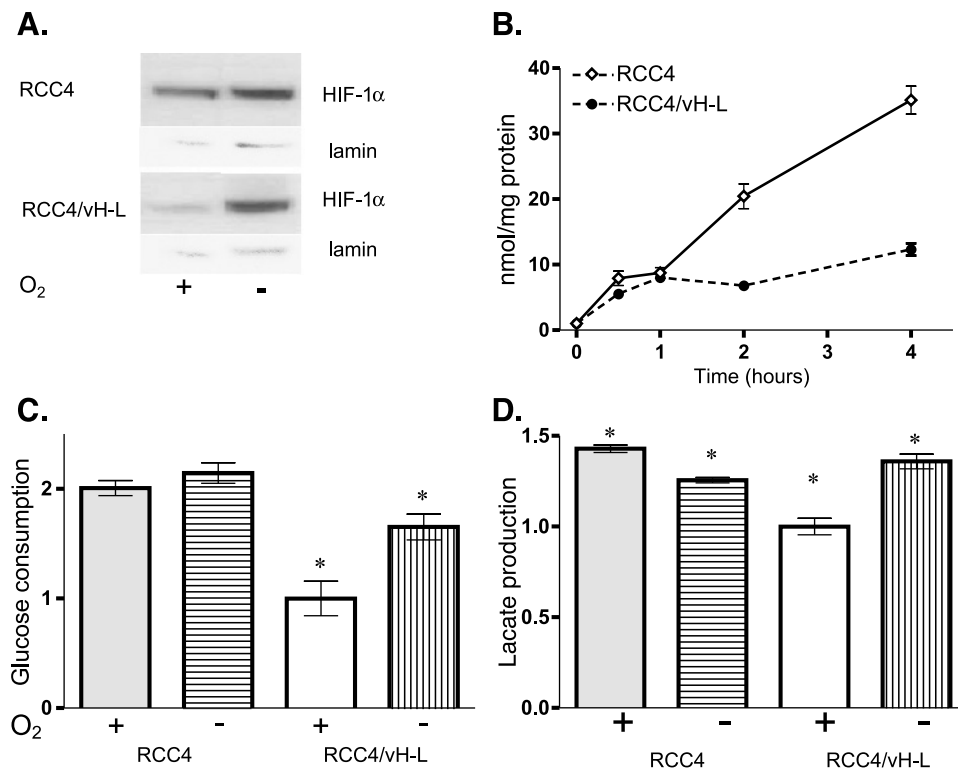 A.
RCC4
HIF-1α
lamin
RCC4/vH-L
HIF-1α
lamin
O2
+ -
B.
RCC4
RCC4/vH-L
nmol/mg protein
40
30
20
10
0
0 1 2 3 4
Time (hours)
C.
Glucose consumption
2
1
0
* *
O2 + - + -
RCC4 RCC4/vH-L
D.
Lacate production
1.5
1.0
0.5
0.0
* * * *
+ - + -
RCC4 RCC4/vH-L